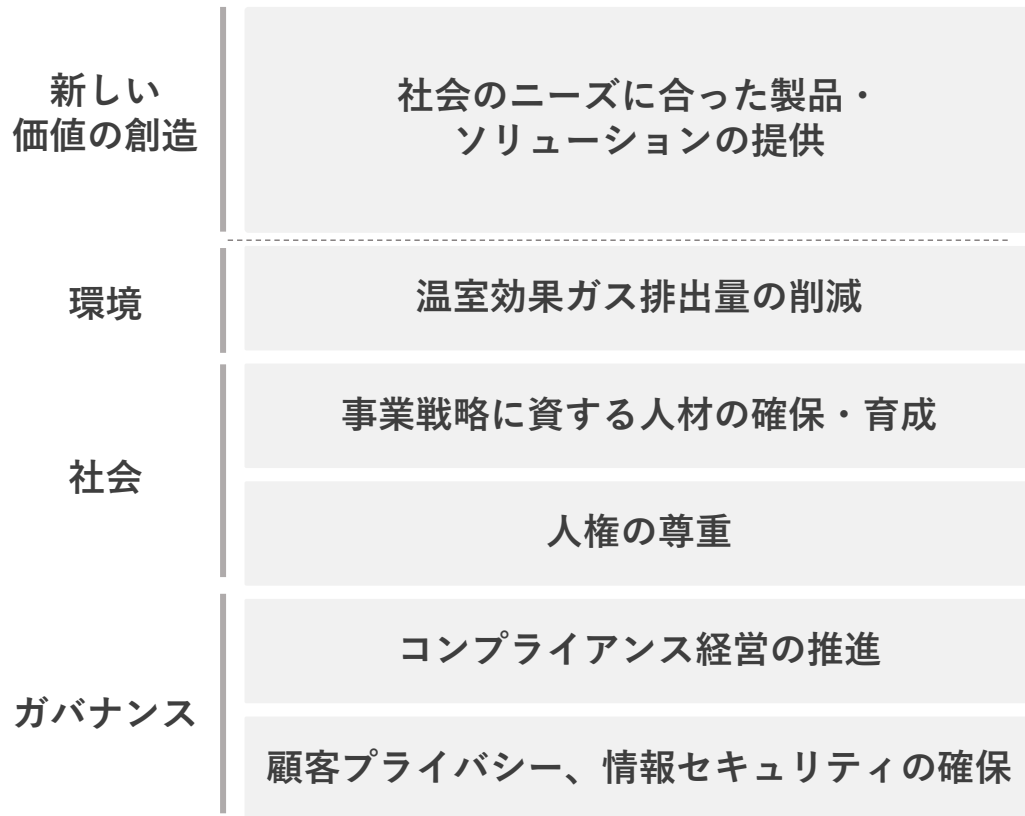 新しい
価値の創造
社会のニーズに合った製品・
ソリューションの提供
環境
温室効果ガス排出量の削減
社会
事業戦略に資する人材の確保・育成
人権の尊重
ガバナンス
コンプライアンス経営の推進
顧客プライバシー、情報セキュリティの確保